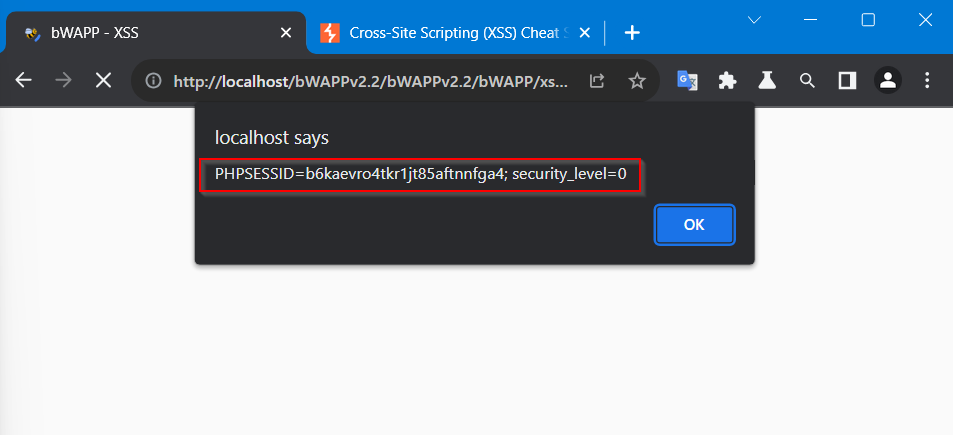 bWAPP - XSS
Cross-Site Scripting (XSS) Cheat S
http://localhost/bWAPPv2.2/bWAPPv2.2/bWAPP/xs...
localhost says
PHPSESSID=b6kaevro4tkr1jt85aftnnfga4; security_level=0
OK